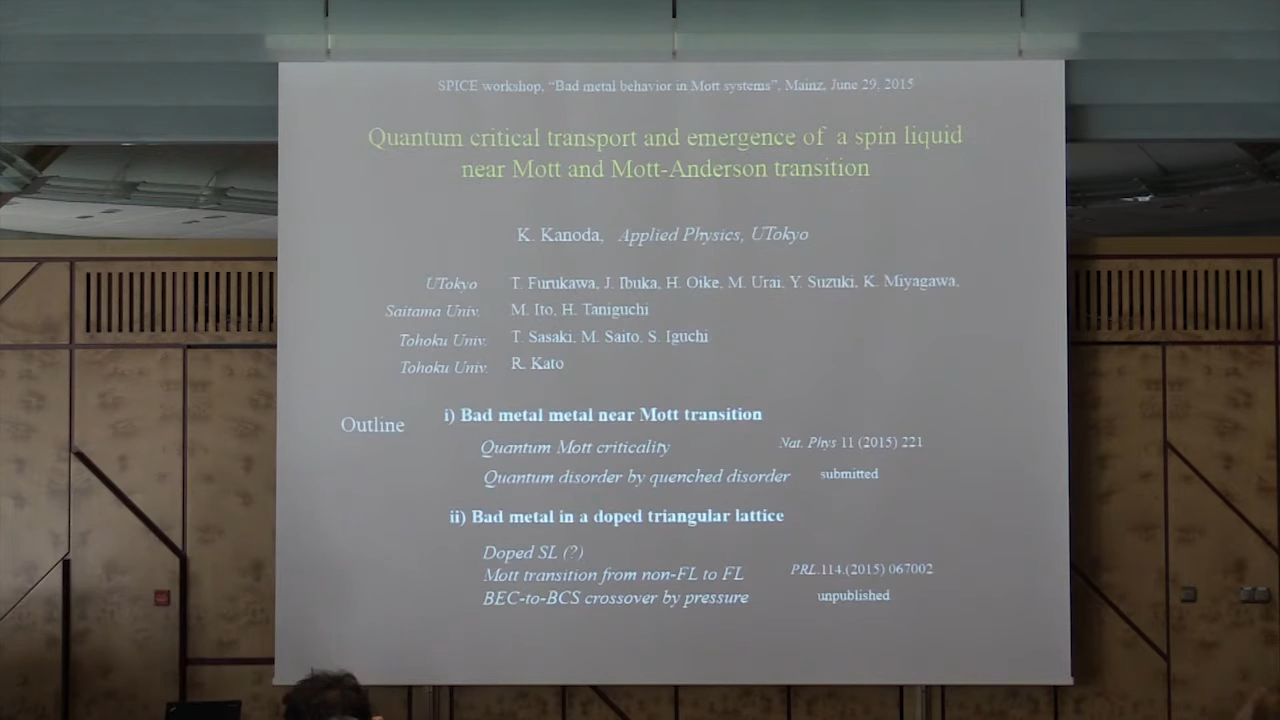 SPICE workshop, “Bad metal behavior in Mott systems”, Mainz, June 29, 2015
Quantum critical transport and emergence of a spin liquid
near Mott and Mott-Anderson transition
K. Kanoda, Applied Physics, UTokyo
UTokyo T. Furukawa, J. Ibuka, H. Oike, M. Urai, Y. Suzuki, K. Miyagawa,
Saitama Univ. M. Ito, H. Taniguchi
Tohoku Univ. T. Sasaki, M. Saito, S. Iguchi
Tohoku Univ. R. Kato
Outline
i) Bad metal metal near Mott transition
Quantum Mott criticality Nat. Phys 11 (2015) 221
Quantum disorder by quenched disorder submitted
ii) Bad metal in a doped triangular lattice
Doped SL (?)
Mott transition from non-FL to FL PRL.114.(2015) 067002
BEC-to-BCS crossover by pressure unpublished